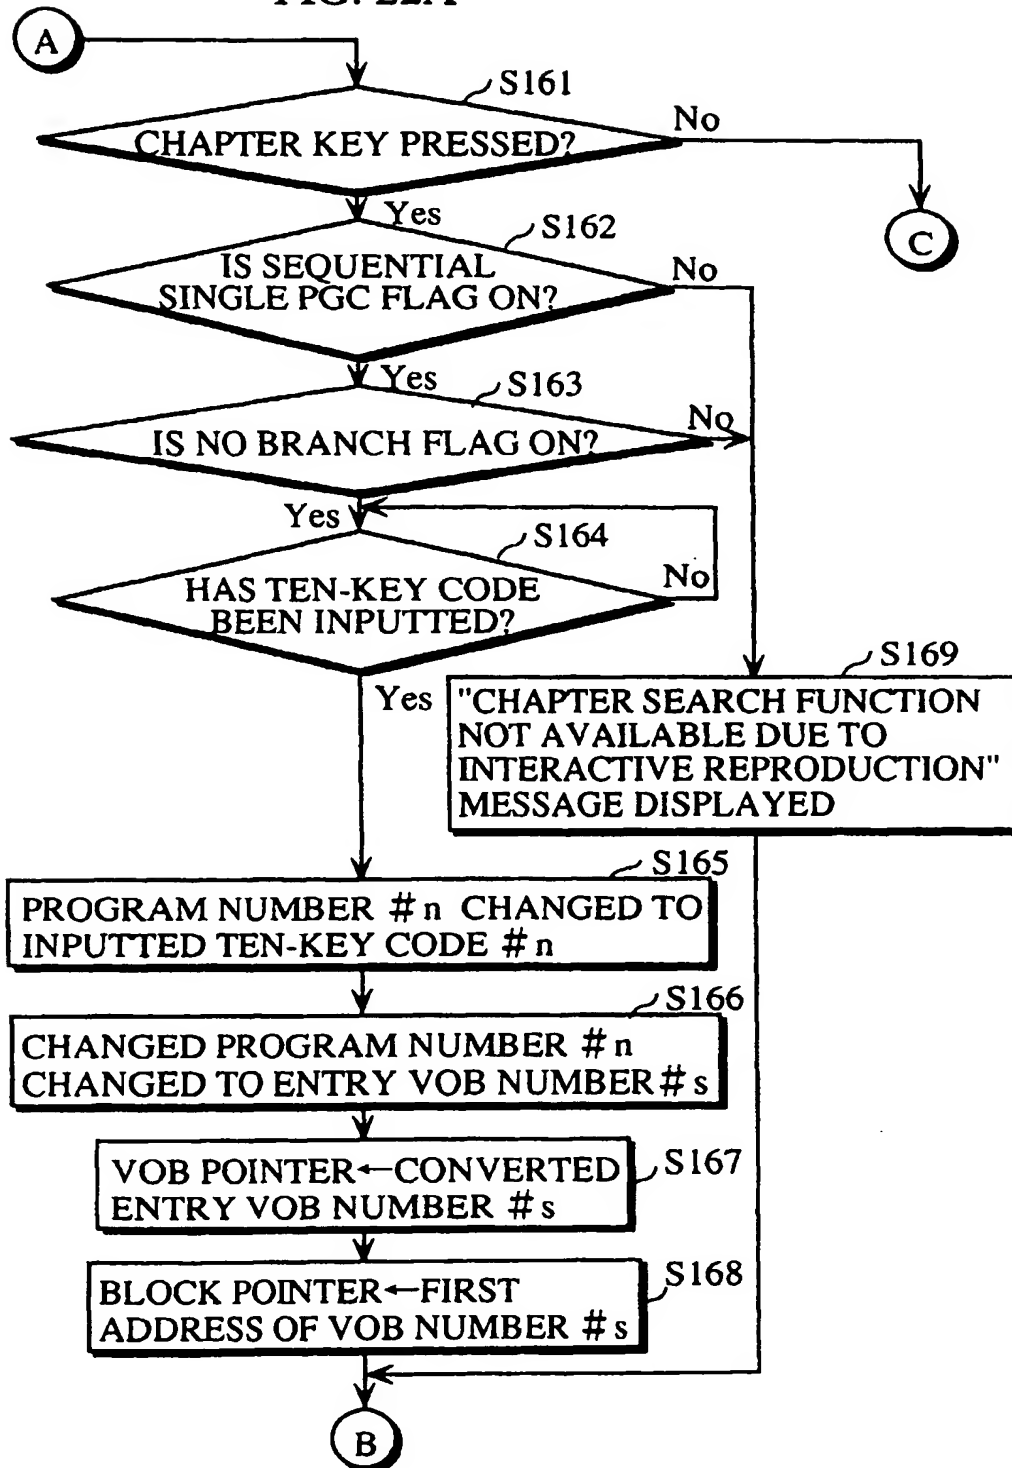 FIG. 22A
A
S161
CHAPTER KEY PRESSED?
No
C
Yes
S162
IS SEQUENTIAL
SINGLE PGC FLAG ON?
No
Yes
S163
IS NO BRANCH FLAG ON?
No
Yes
S164
HAS TEN-KEY CODE
BEEN INPUTTED?
No
Yes
S169
"CHAPTER SEARCH FUNCTION
NOT AVAILABLE DUE TO
INTERACTIVE REPRODUCTION"
MESSAGE DISPLAYED
S165
PROGRAM NUMBER #n CHANGED TO
INPUTTED TEN-KEY CODE #n
S166
CHANGED PROGRAM NUMBER #n
CHANGED TO ENTRY VOB NUMBER #s
S167
VOB POINTER←CONVERTED
ENTRY VOB NUMBER #s
S168
BLOCK POINTER←FIRST
ADDRESS OF VOB NUMBER #s
B